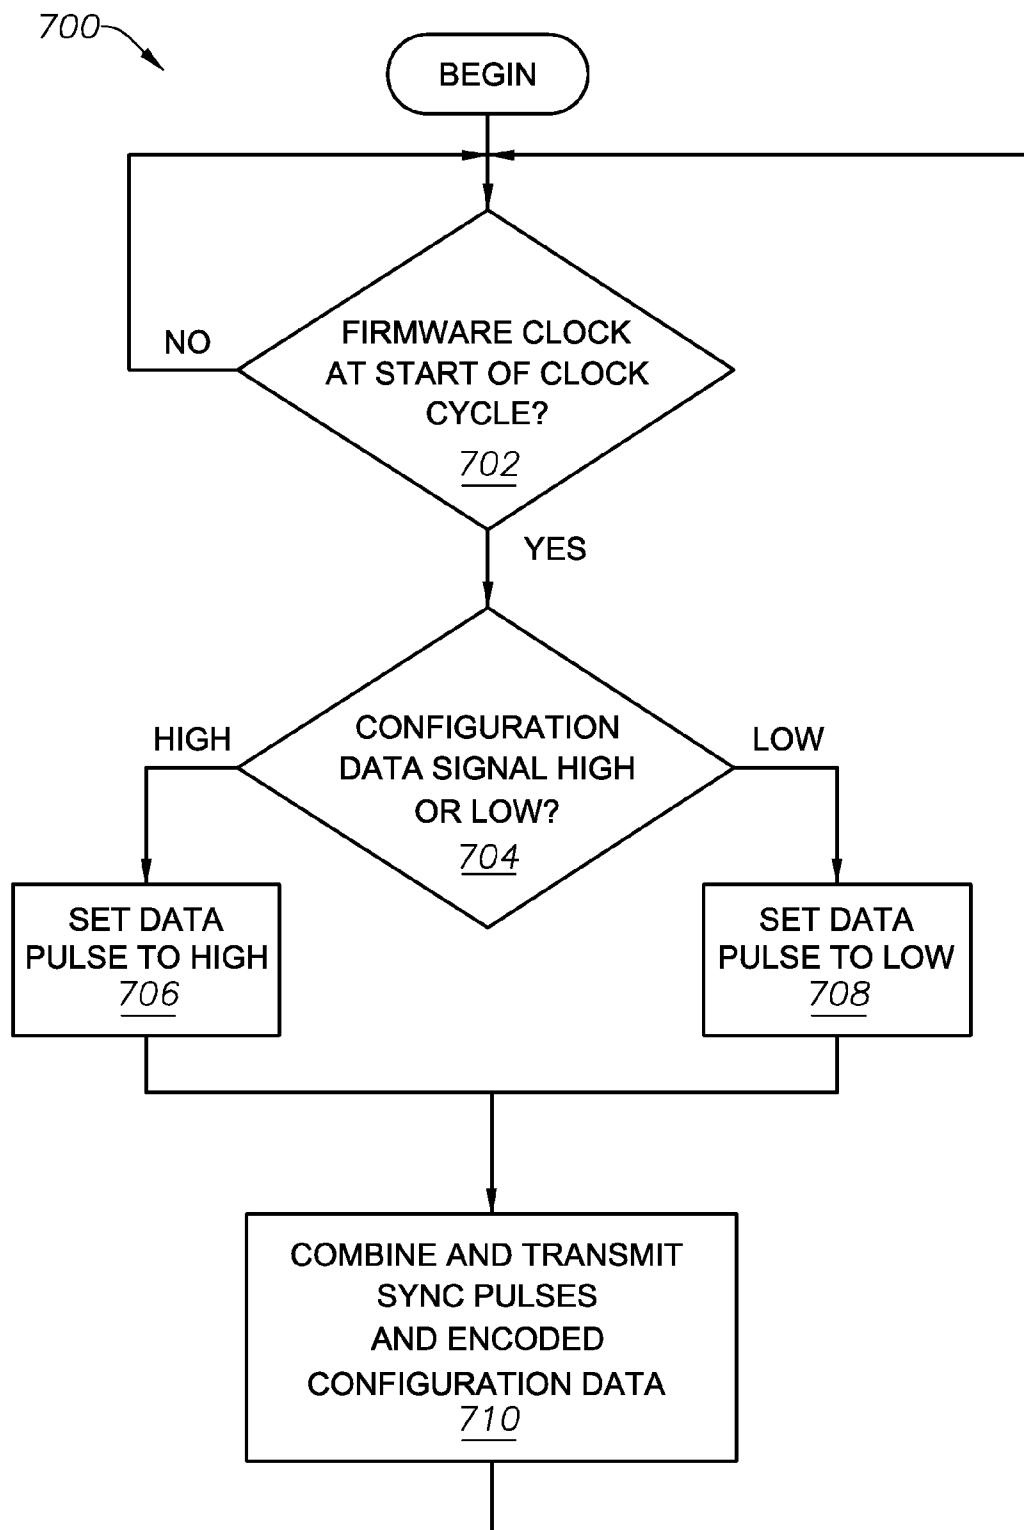 700
BEGIN
NO
FIRMWARE CLOCK
AT START OF CLOCK
CYCLE?
702
YES
HIGH
CONFIGURATION
DATA SIGNAL HIGH
OR LOW?
704
LOW
SET DATA
PULSE TO HIGH
706
SET DATA
PULSE TO LOW
708
COMBINE AND TRANSMIT
SYNC PULSES
AND ENCODED
CONFIGURATION DATA
710